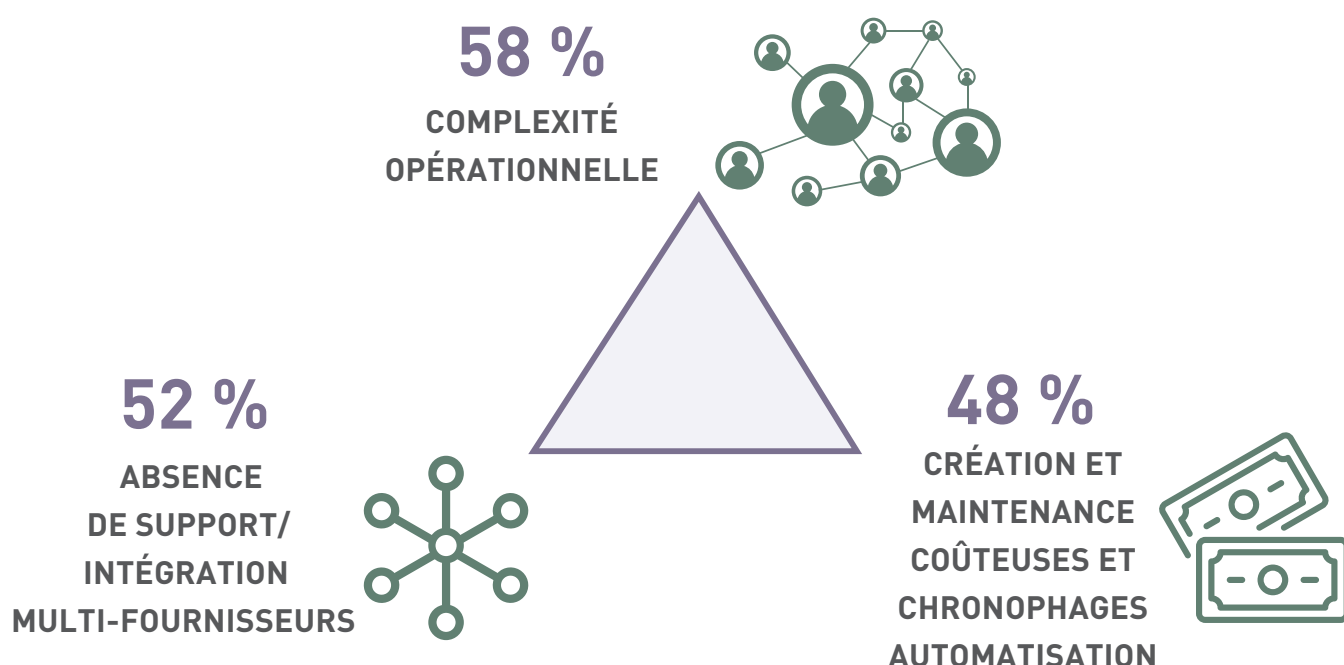 58 %
COMPLEXITÉ
OPÉRATIONNELLE
52 %
ABSENCE
DE SUPPORT/
INTÉGRATION
MULTI-FOURNISSEURS
48 %
CRÉATION ET
MAINTENANCE
COÛTEUSES ET
CHRONOPHAGES
AUTOMATISATION